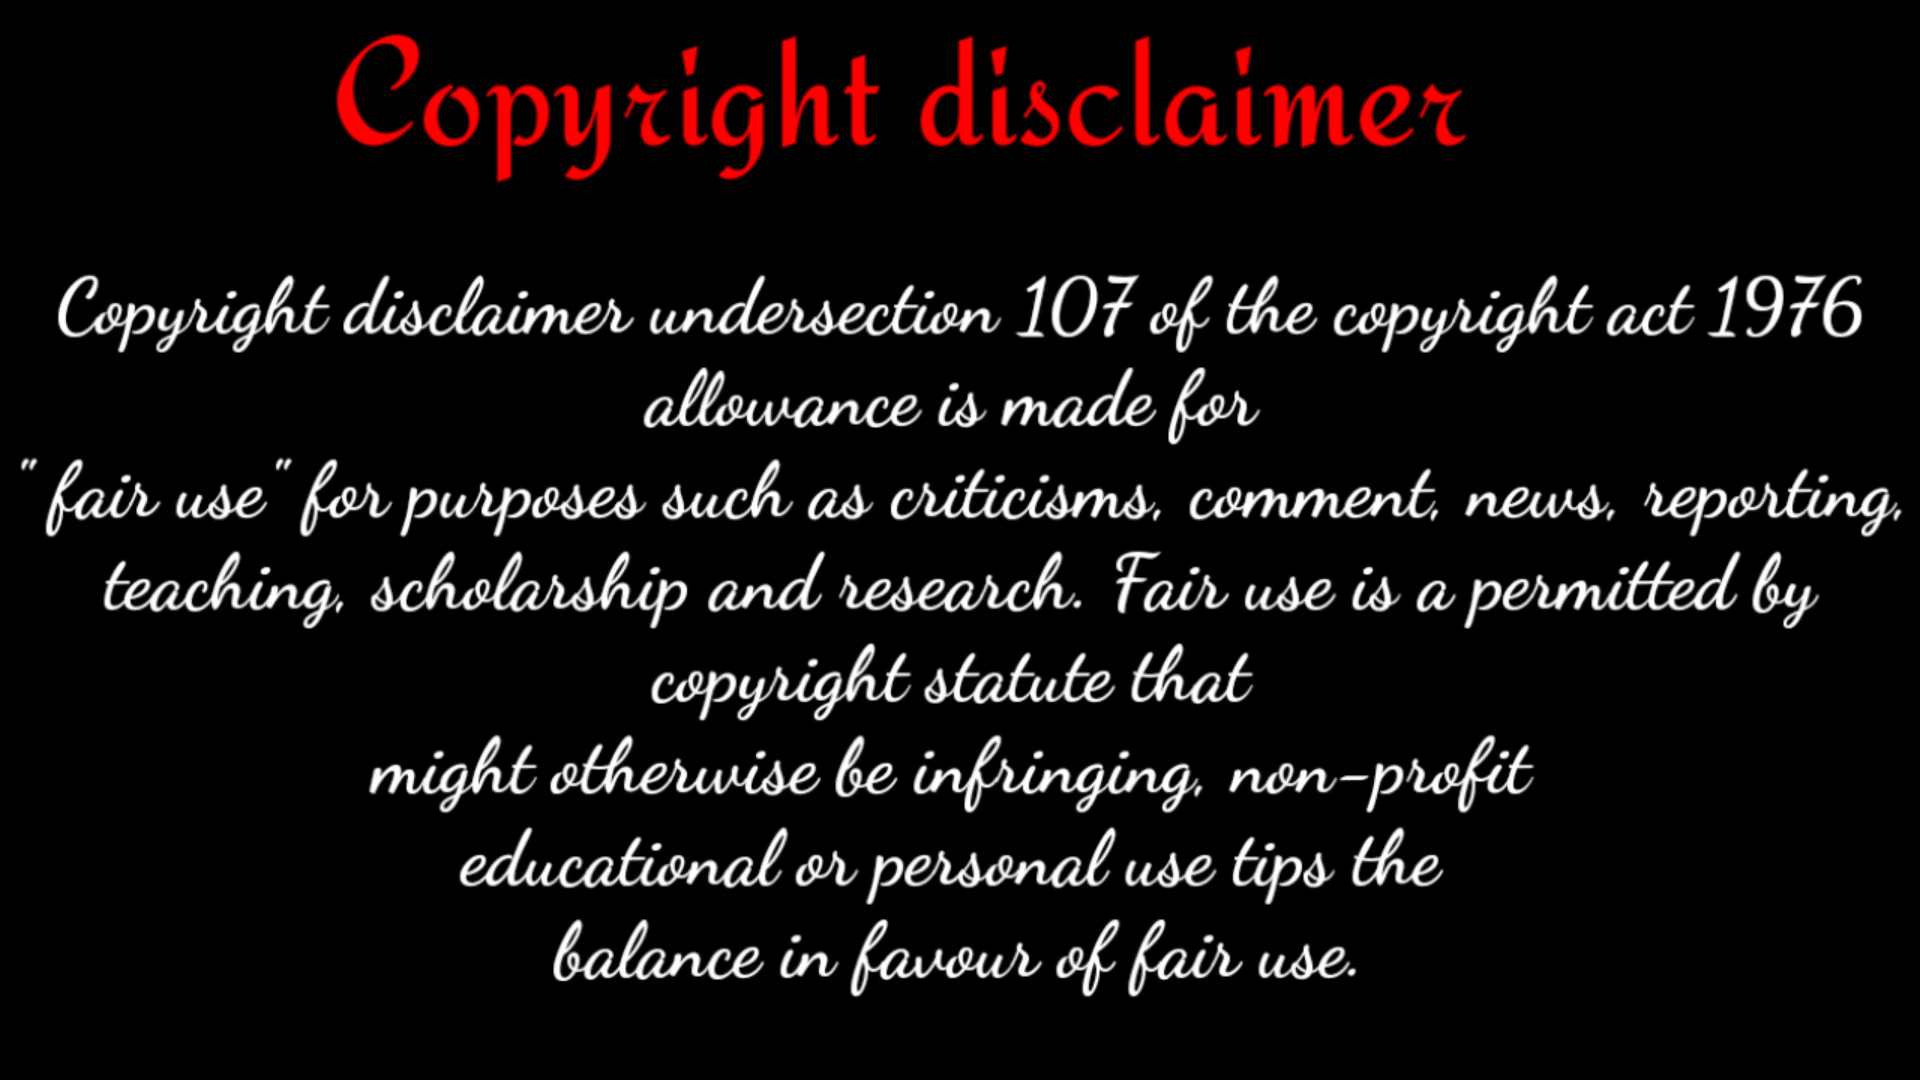 Copyright disclaimer
Copyright disclaimer undersection 107 of the copyright act 1976
allowance is made for
"fair use" for purposes such as criticisms, comment, news, reporting,
teaching, scholarship and research. Fair use is a permitted by
copyright statute that
might otherwise be infringing, non-profit
educational or personal use tips the
balance in favour of fair use.